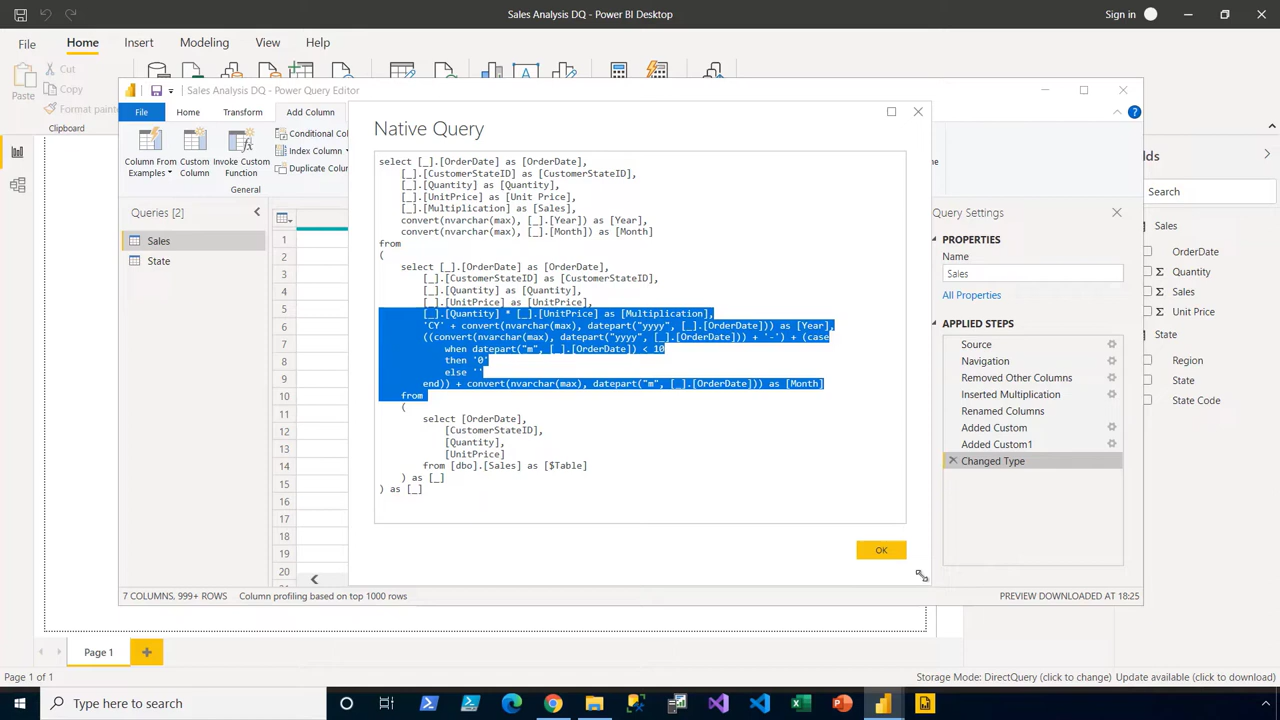 Sales Analysis DQ - Power BI Desktop
Sign in
File
Home
Insert
Modeling
View
Help
Paste
Cut
Copy
Format painte
Clipboard
Sales Analysis DQ - Power Query Editor
File
Home
Transform
Add Column
Column From
Examples
Custom
Column
Invoke Custom
Function
Conditional Col
Index Column
Duplicate Colum
General
Queries [2]
Sales
State
1
2
3
4
5
6
7
8
9
10
11
12
13
14
15
16
17
18
19
20
Native Query
select [_].[OrderDate] as [OrderDate],
[_].[CustomerStateID] as [CustomerStateID],
[_].[Quantity] as [Quantity],
[_].[UnitPrice] as [Unit Price],
[_].[Multiplication] as [Sales],
convert(nvarchar(max), [_].[Year]) as [Year],
convert(nvarchar(max), [_].[Month]) as [Month]
from
(
select [_].[OrderDate] as [OrderDate],
[_].[CustomerStateID] as [CustomerStateID],
[_].[Quantity] as [Quantity],
[_].[UnitPrice] as [UnitPrice],
[_].[Quantity] * [_].[UnitPrice] as [Multiplication],
'CY' + convert(nvarchar(max), datepart("yyyy", [_].[OrderDate])) as [Year],
((convert(nvarchar(max), datepart("yyyy", [_].[OrderDate])) + '-') + (case
when datepart("m", [_].[OrderDate]) < 10
then '0'
else ''
end)) + convert(nvarchar(max), datepart("m", [_].[OrderDate])) as [Month]
from
(
select [OrderDate],
[CustomerStateID],
[Quantity],
[UnitPrice]
from [dbo].[Sales] as [$Table]
) as [_]
) as [_]
OK
Query Settings
PROPERTIES
Name
Sales
All Properties
APPLIED STEPS
Source
Navigation
Removed Other Columns
Inserted Multiplication
Renamed Columns
Added Custom
Added Custom1
Changed Type
7 COLUMNS, 999+ ROWS
Column profiling based on top 1000 rows
PREVIEW DOWNLOADED AT 18:25
lds
Search
Sales
OrderDate
Quantity
Sales
Unit Price
State
Region
State
State Code
Page 1
Page 1 of 1
Storage Mode: DirectQuery (click to change)
Update available (click to download)
Type here to search